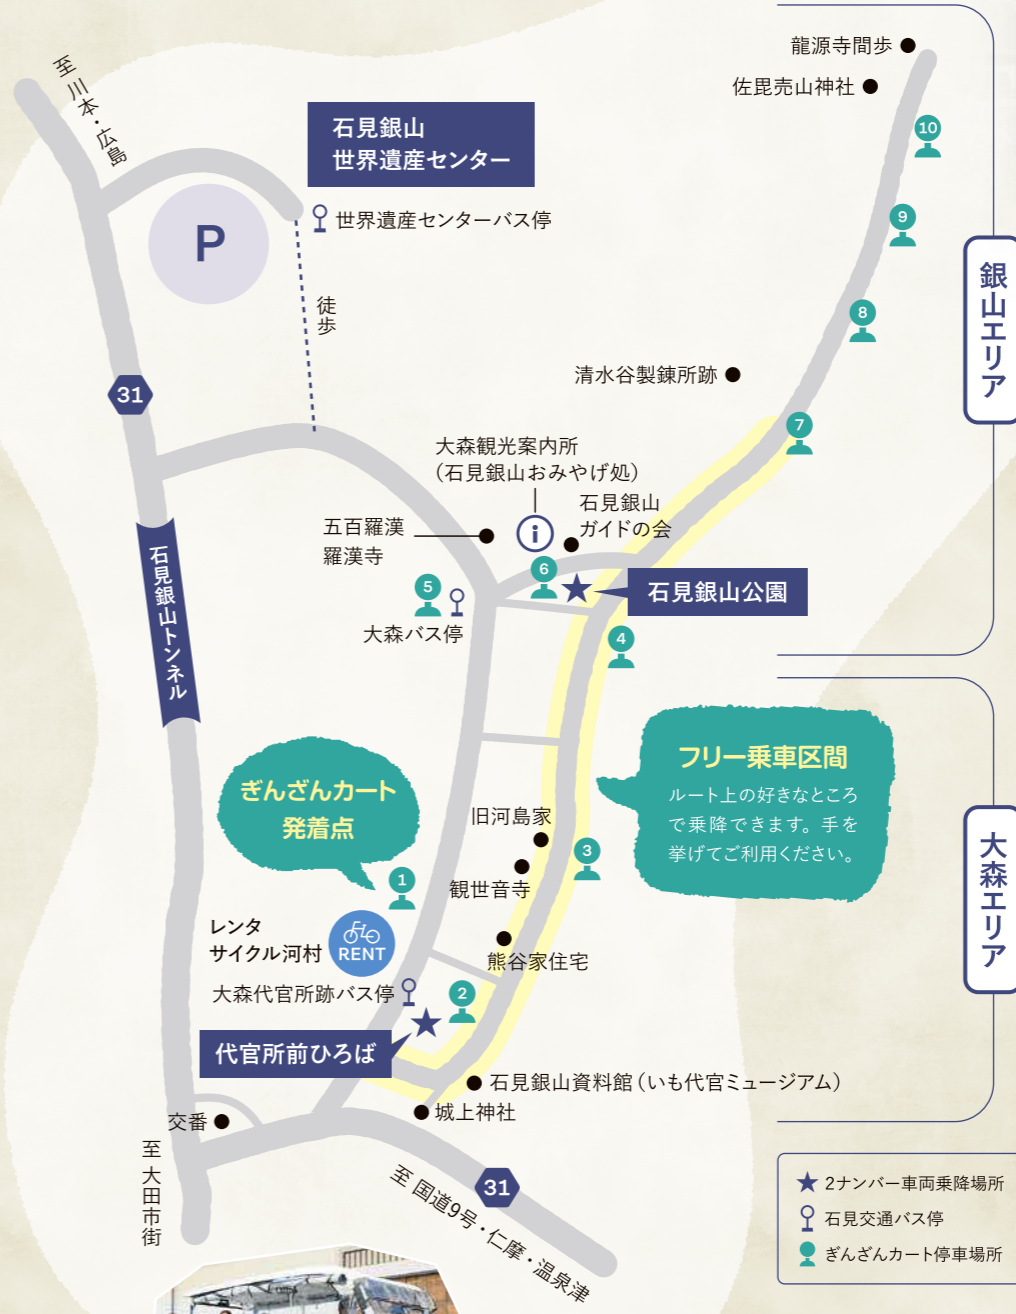 龍源寺間歩
佐毘売山神社
至 川本・広島
石見銀山
世界遺産センター
世界遺産センターバス停
P
徒歩
10
9
8
7
銀山エリア
31
清水谷製錬所跡
大森観光案内所
(石見銀山おみやげ処)
i
石見銀山
ガイドの会
五百羅漢
羅漢寺
6
5
大森バス停
石見銀山公園
4
石見銀山トンネル
フリー乗車区間
ルート上の好きなところ
で乗降できます。手を
挙げてご利用ください。
ぎんざんカート
発着点
大森エリア
旧河島家
3
観世音寺
1
レンタ
サイクル河村
RENT
熊谷家住宅
大森代官所跡バス停
2
代官所前ひろば
石見銀山資料館(いも代官ミュージアム)
城上神社
交番
至 大田市街
31
至 国道9号・仁摩・温泉津
2ナンバー車両乗降場所
石見交通バス停
ぎんざんカート停車場所